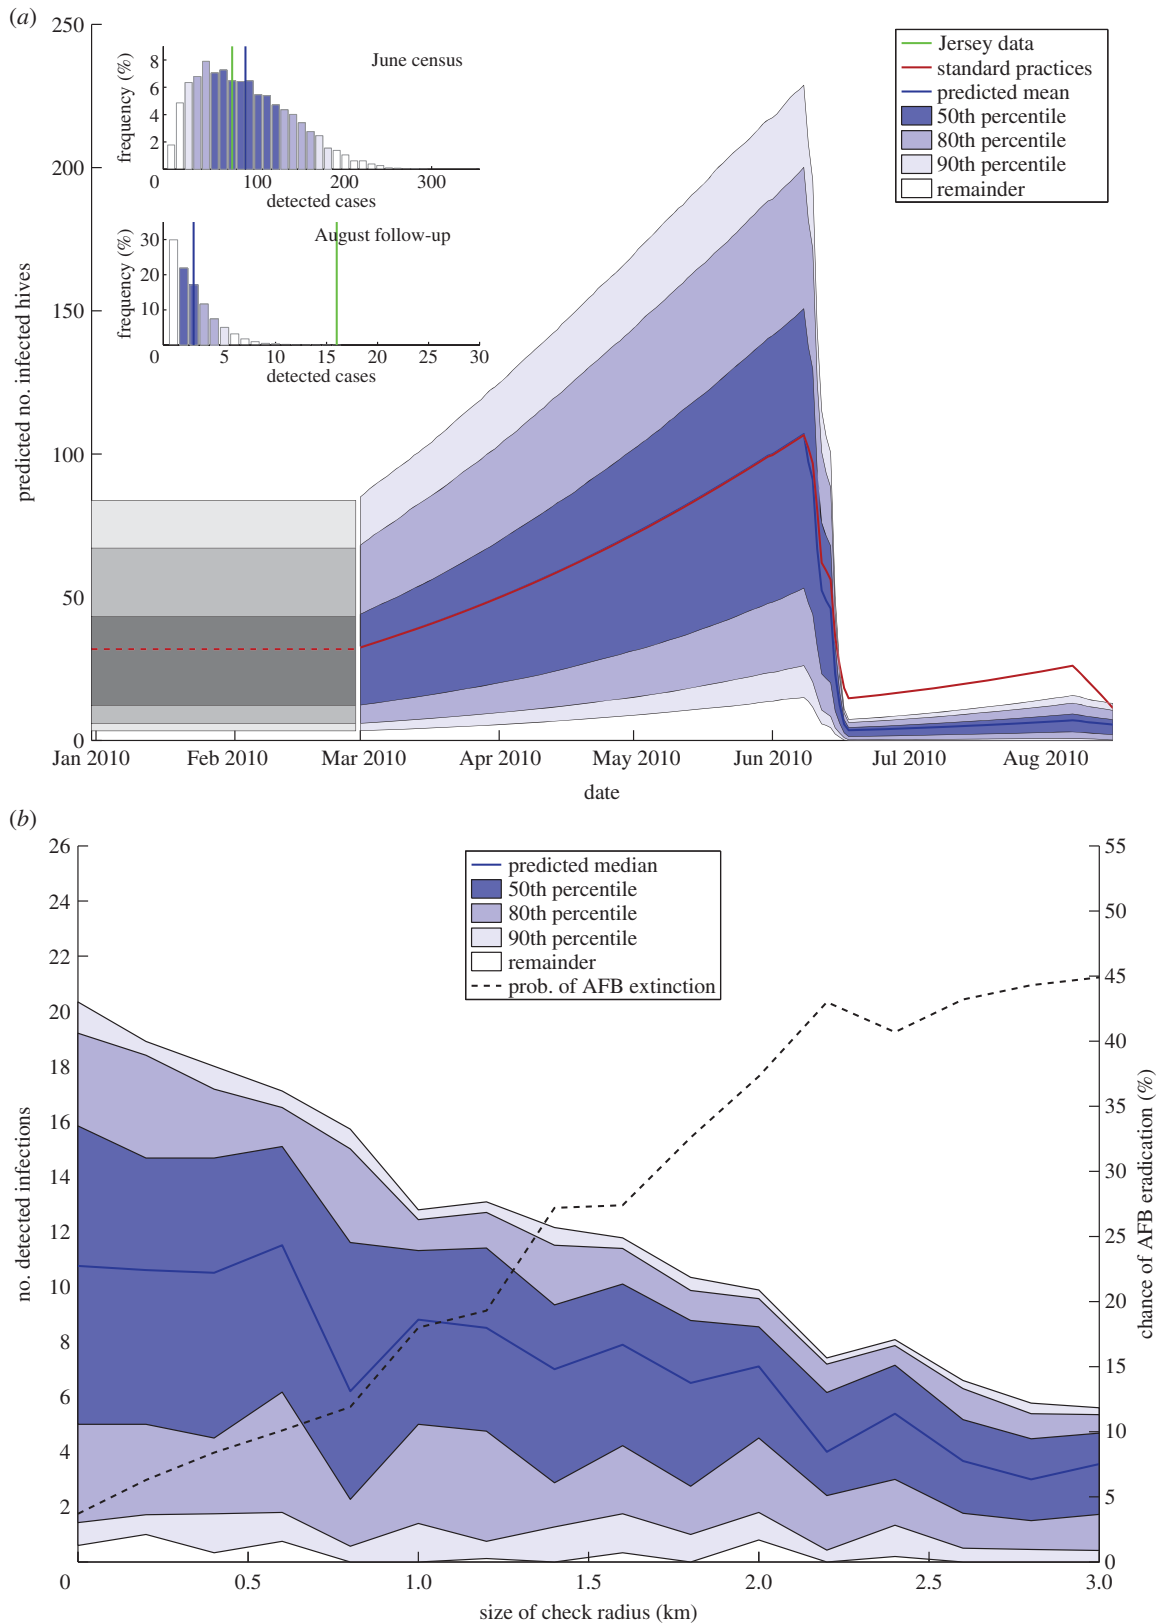 (a)
250
200
150
100
50
0
predicted no. infected hives
Jan 2010 Feb 2010 Mar 2010 Apr 2010 May 2010 Jun 2010 Jul 2010 Aug 2010
date
June census
frequency (%)
8
6
4
2
0 100 200 300
detected cases
August follow-up
frequency (%)
30
20
10
0 5 10 15 20 25 30
detected cases
Jersey data
standard practices
predicted mean
50th percentile
80th percentile
90th percentile
remainder
(b)
26
24
22
20
18
16
14
12
10
8
6
4
2
0 0.5 1.0 1.5 2.0 2.5 3.0
no. detected infections
size of check radius (km)
predicted median
50th percentile
80th percentile
90th percentile
remainder
prob. of AFB extinction
55
50
45
40
35
30
25
20
15
10
5
0
chance of AFB eradication (%)